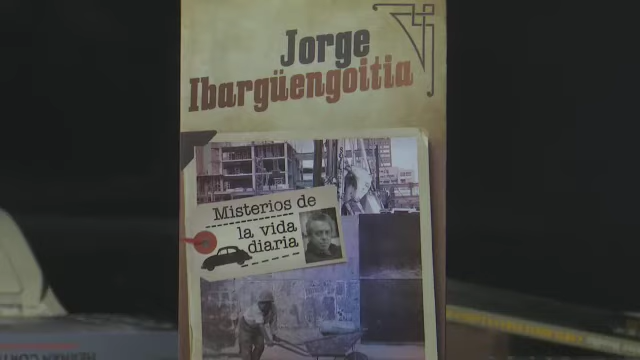 Jorge
Ibargüengoitia
Misterios de
la vida
diaria